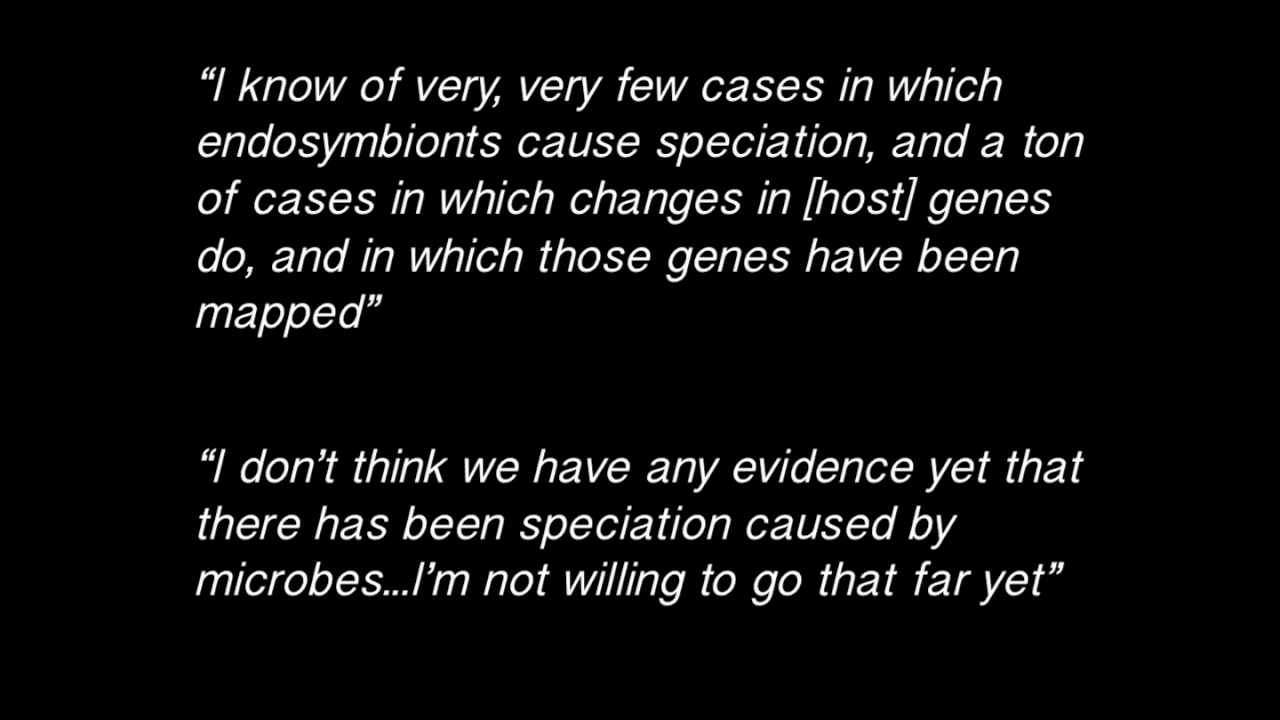 “I know of very, very few cases in which
endosymbionts cause speciation, and a ton
of cases in which changes in [host] genes
do, and in which those genes have been
mapped”
“I don’t think we have any evidence yet that
there has been speciation caused by
microbes...I’m not willing to go that far yet”